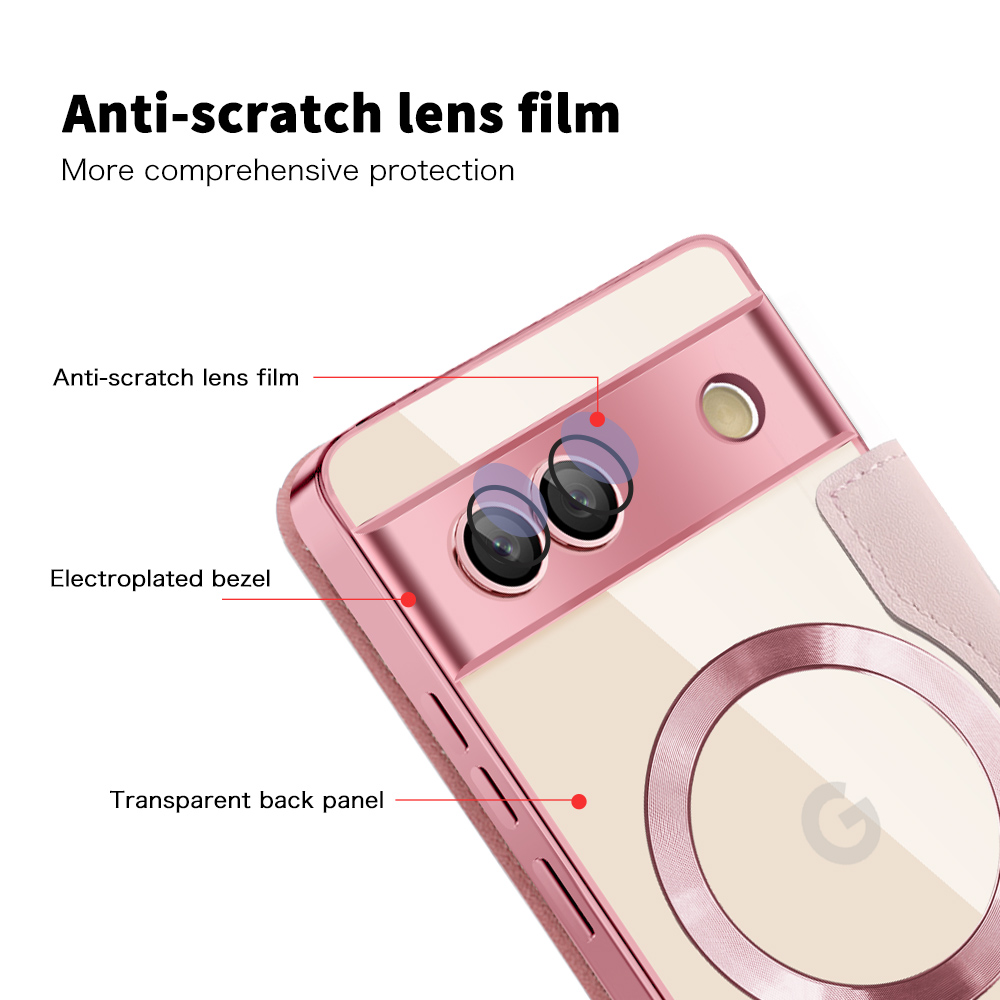 Anti-scratch lens film
More comprehensive protection
Anti-scratch lens film
Electroplated bezel
Transparent back panel
G